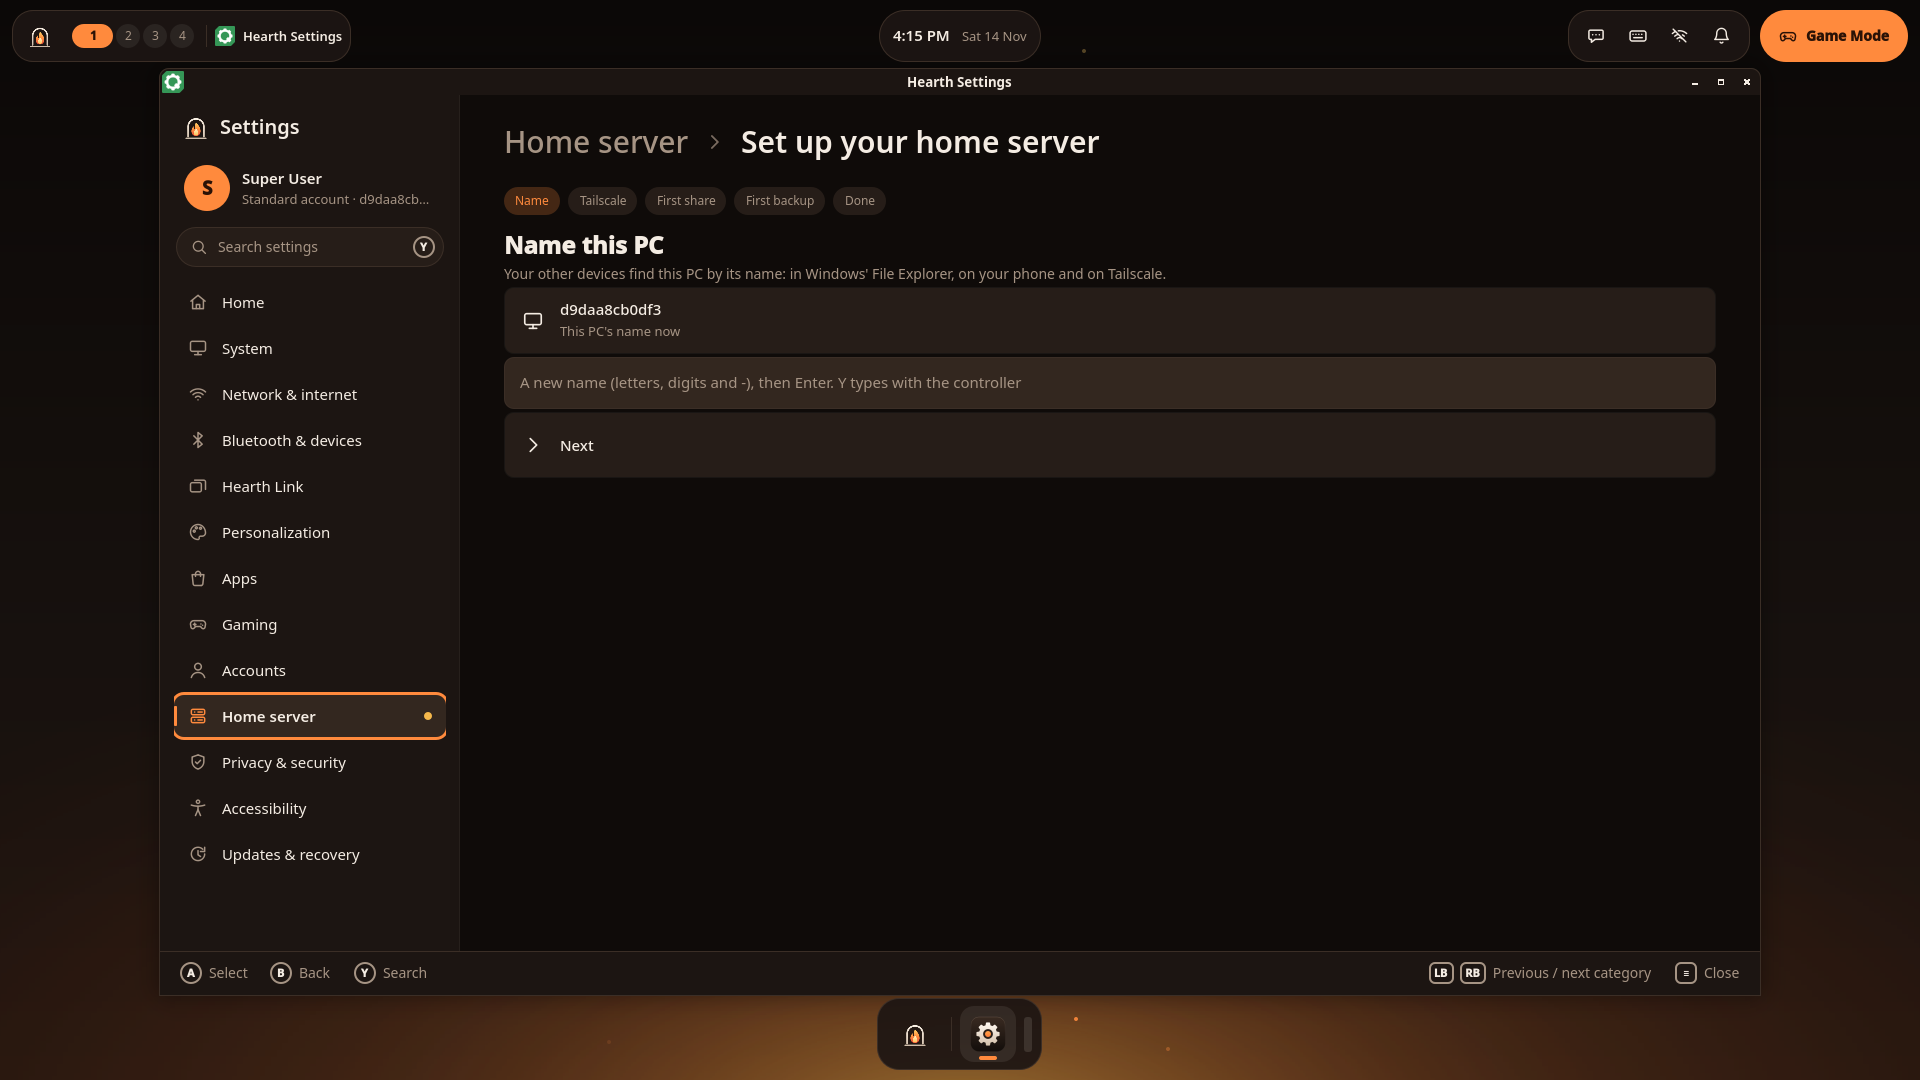 1 2 3 4 Hearth Settings
4:15 PM Sat 14 Nov
Game Mode
Hearth Settings
Settings
S
Super User
Standard account · d9daa8cb...
Search settings Y
Home
System
Network & internet
Bluetooth & devices
Hearth Link
Personalization
Apps
Gaming
Accounts
Home server
Privacy & security
Accessibility
Updates & recovery
Home server > Set up your home server
Name Tailscale First share First backup Done
Name this PC
Your other devices find this PC by its name: in Windows' File Explorer, on your phone and on Tailscale.
d9daa8cb0df3
This PC's name now
A new name (letters, digits and -), then Enter. Y types with the controller
Next
A Select B Back Y Search
LB RB Previous / next category ≡ Close